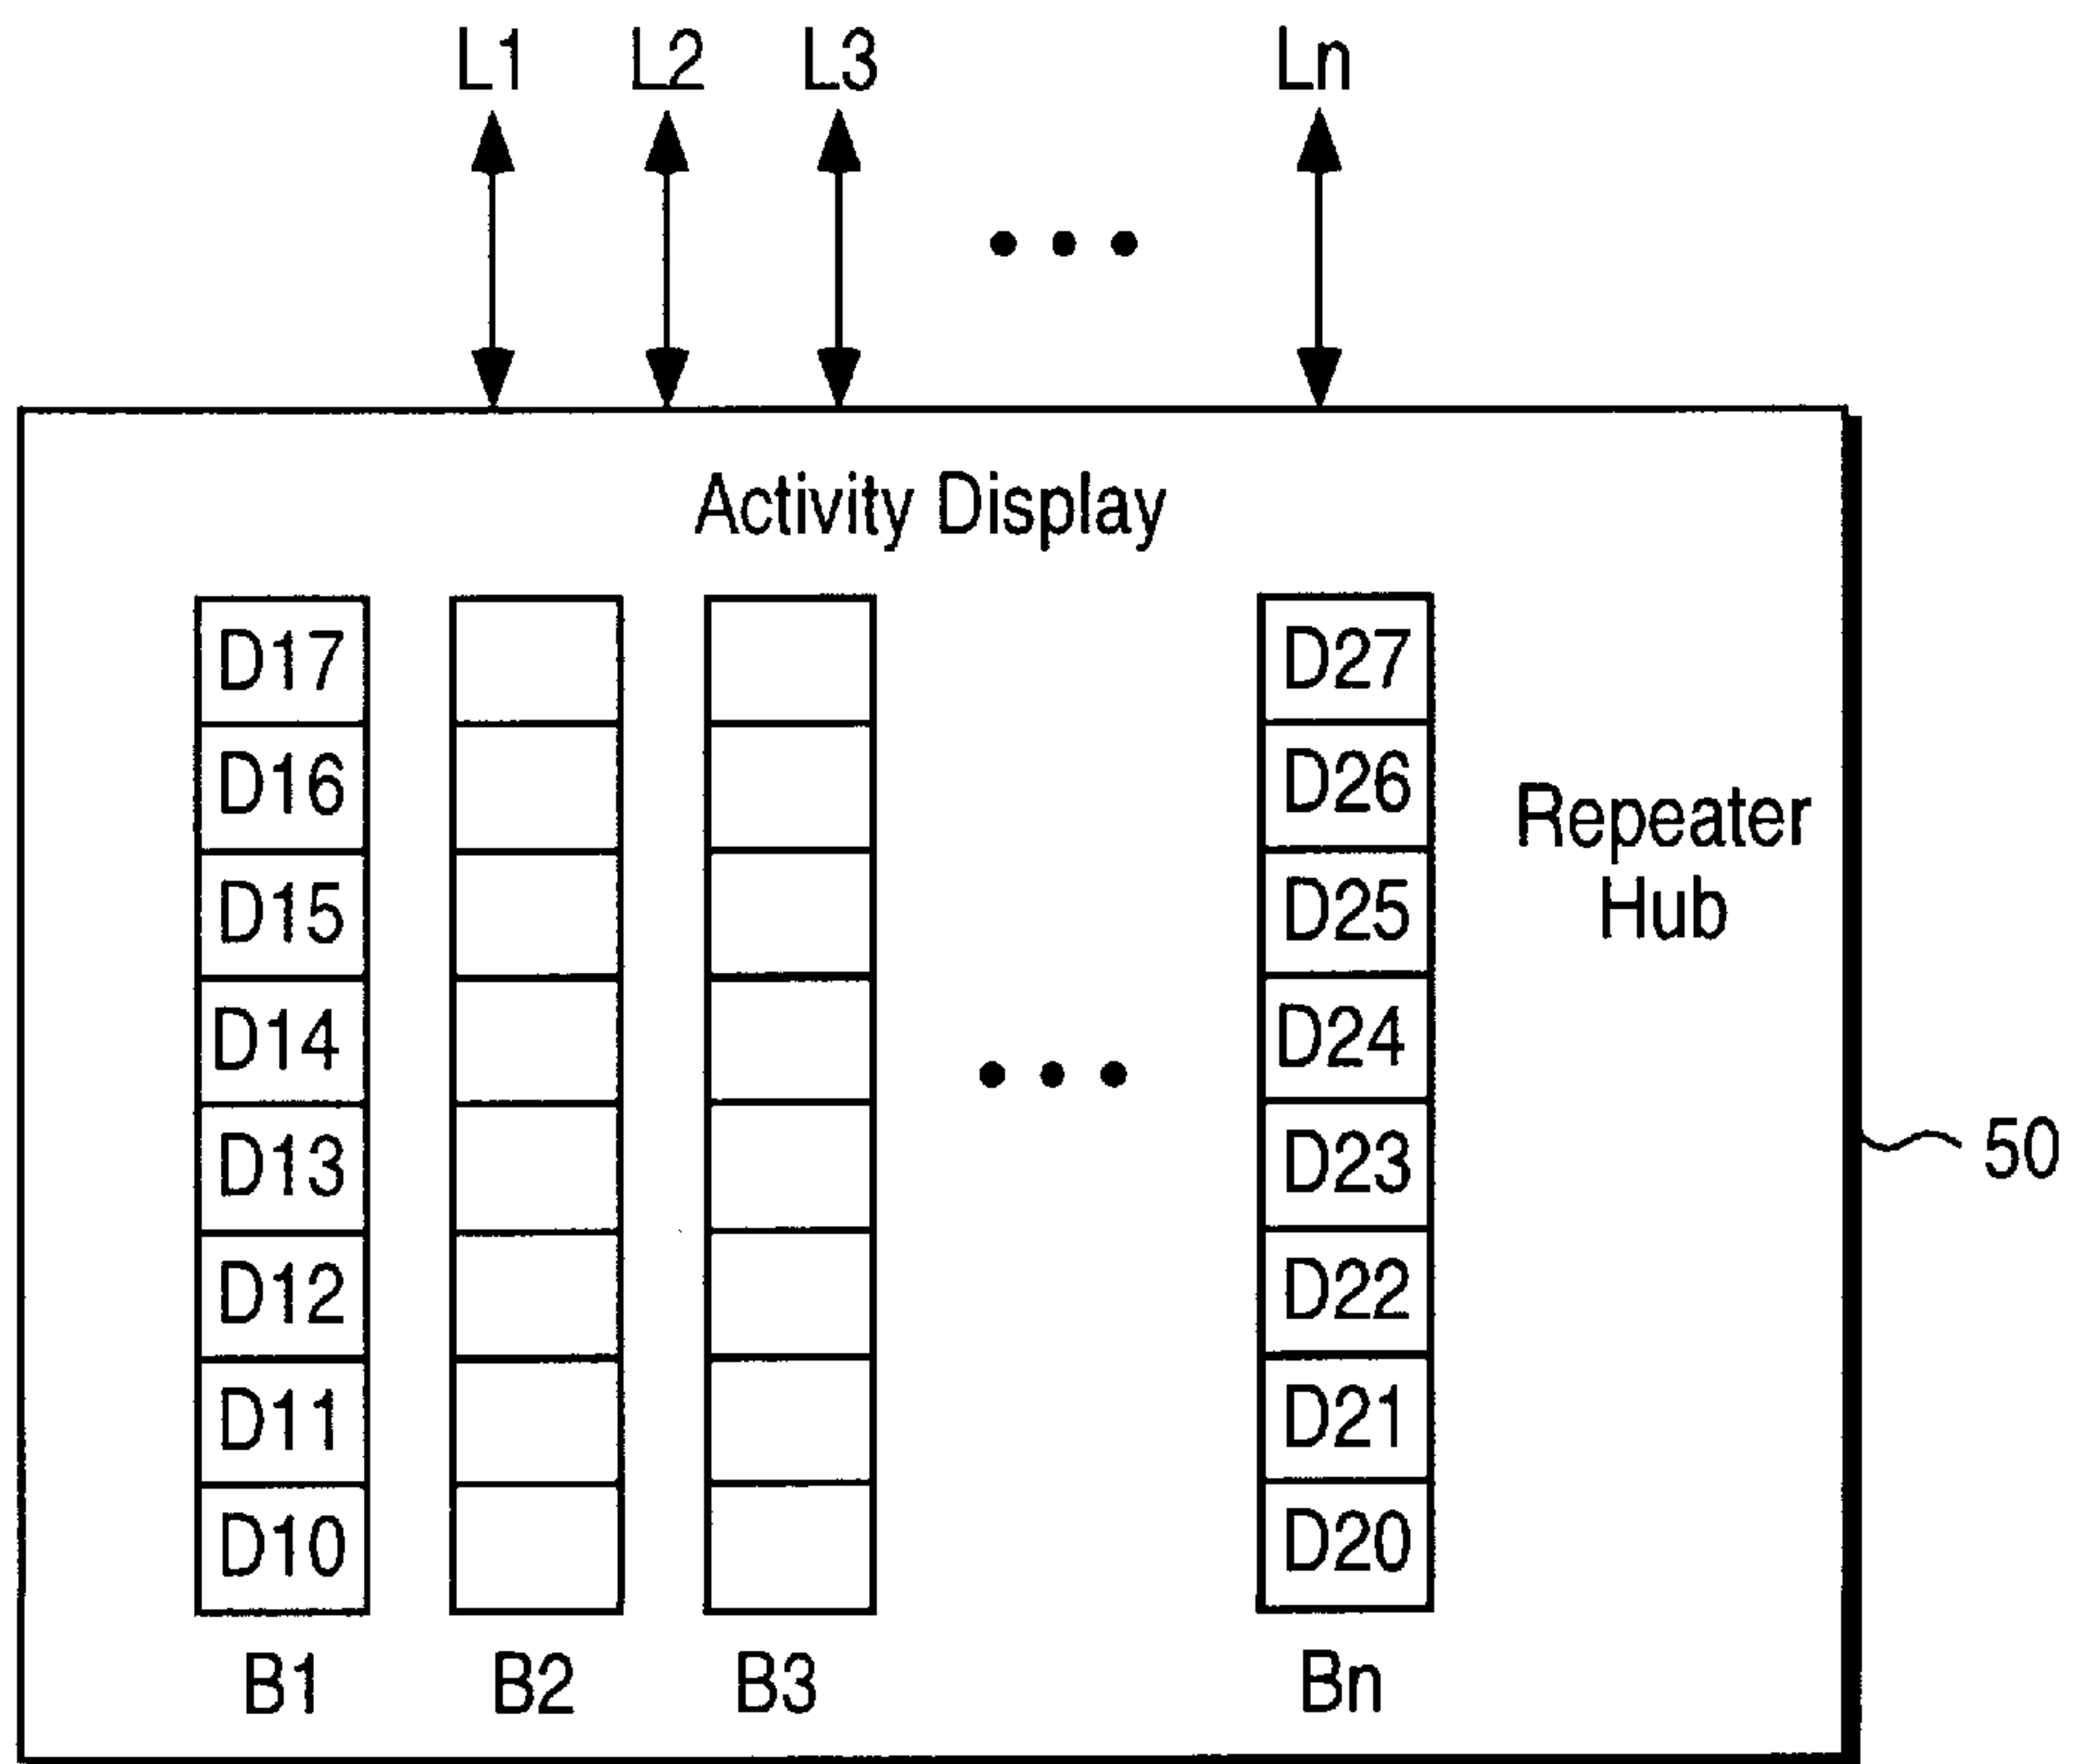 L1 L2 L3 Ln
Activity Display
D17 D27
D16 D26
D15 D25
D14 D24
D13 D23
D12 D22
D11 D21
D10 D20
Repeater
Hub
50
B1 B2 B3 Bn